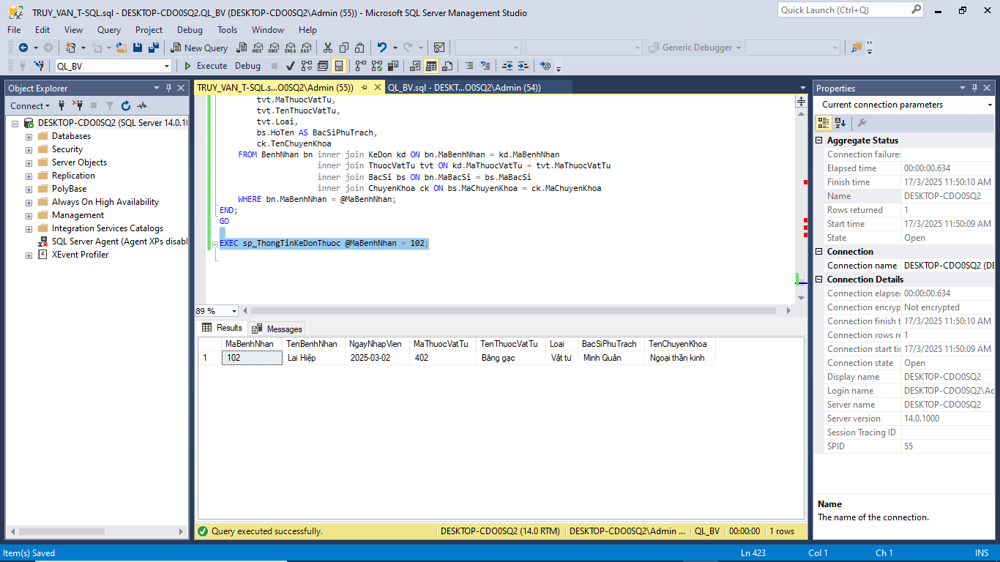 TRUY_VAN_T-SQL.sql - DESKTOP-CDO0SQ2.QL_BV (DESKTOP-CDO0SQ2\Admin (55)) - Microsoft SQL Server Management Studio
Quick Launch (Ctrl+Q)
File Edit View Query Project Debug Tools Window Help
New Query MDX DMX XMLA DAX Generic Debugger
QL_BV Execute Debug
Object Explorer
Connect
DESKTOP-CDO0SQ2 (SQL Server 14.0.10
Databases
Security
Server Objects
Replication
PolyBase
Always On High Availability
Management
Integration Services Catalogs
SQL Server Agent (Agent XPs disabl
XEvent Profiler
TRUY_VAN_T-SQL.s...O0SQ2\Admin (55)) QL_BV.sql - DESKT...O0SQ2\Admin (54))
tvt.MaThuocVatTu,
tvt.TenThuocVatTu,
tvt.Loai,
bs.HoTen AS BacSiPhuTrach,
ck.TenChuyenKhoa
FROM BenhNhan bn inner join KeDon kd ON bn.MaBenhNhan = kd.MaBenhNhan
inner join ThuocVatTu tvt ON kd.MaThuocVatTu = tvt.MaThuocVatTu
inner join BacSi bs ON bn.MaBacSi = bs.MaBacSi
inner join ChuyenKhoa ck ON bs.MaChuyenKhoa = ck.MaChuyenKhoa
WHERE bn.MaBenhNhan = @MaBenhNhan;
END;
GO
EXEC sp_ThongTinKeDonThuoc @MaBenhNhan = 102;
89 %
Results Messages
MaBenhNhan TenBenhNhan NgayNhapVien MaThuocVatTu TenThuocVatTu Loai BacSiPhuTrach TenChuyenKhoa
1 102 Lai Hiệp 2025-03-02 402 Băng gạc Vật tư Minh Quân Ngoại thần kinh
Query executed successfully. DESKTOP-CDO0SQ2 (14.0 RTM) DESKTOP-CDO0SQ2\Admin ... QL_BV 00:00:00 1 rows
Properties
Current connection parameters
Aggregate Status
Connection failures
Elapsed time 00:00:00.634
Finish time 17/3/2025 11:50:10 AM
Name DESKTOP-CDO0SQ2
Rows returned 1
Start time 17/3/2025 11:50:09 AM
State Open
Connection
Connection name DESKTOP-CDO0SQ2 (DE
Connection Details
Connection elapsed 00:00:00.634
Connection encryp Not encrypted
Connection finish t 17/3/2025 11:50:10 AM
Connection rows re 1
Connection start tii 17/3/2025 11:50:09 AM
Connection state Open
Display name DESKTOP-CDO0SQ2
Login name DESKTOP-CDO0SQ2\Ad
Server name DESKTOP-CDO0SQ2
Server version 14.0.1000
Session Tracing ID
SPID 55
Name
The name of the connection.
Item(s) Saved Ln 423 Col 1 Ch 1 INS